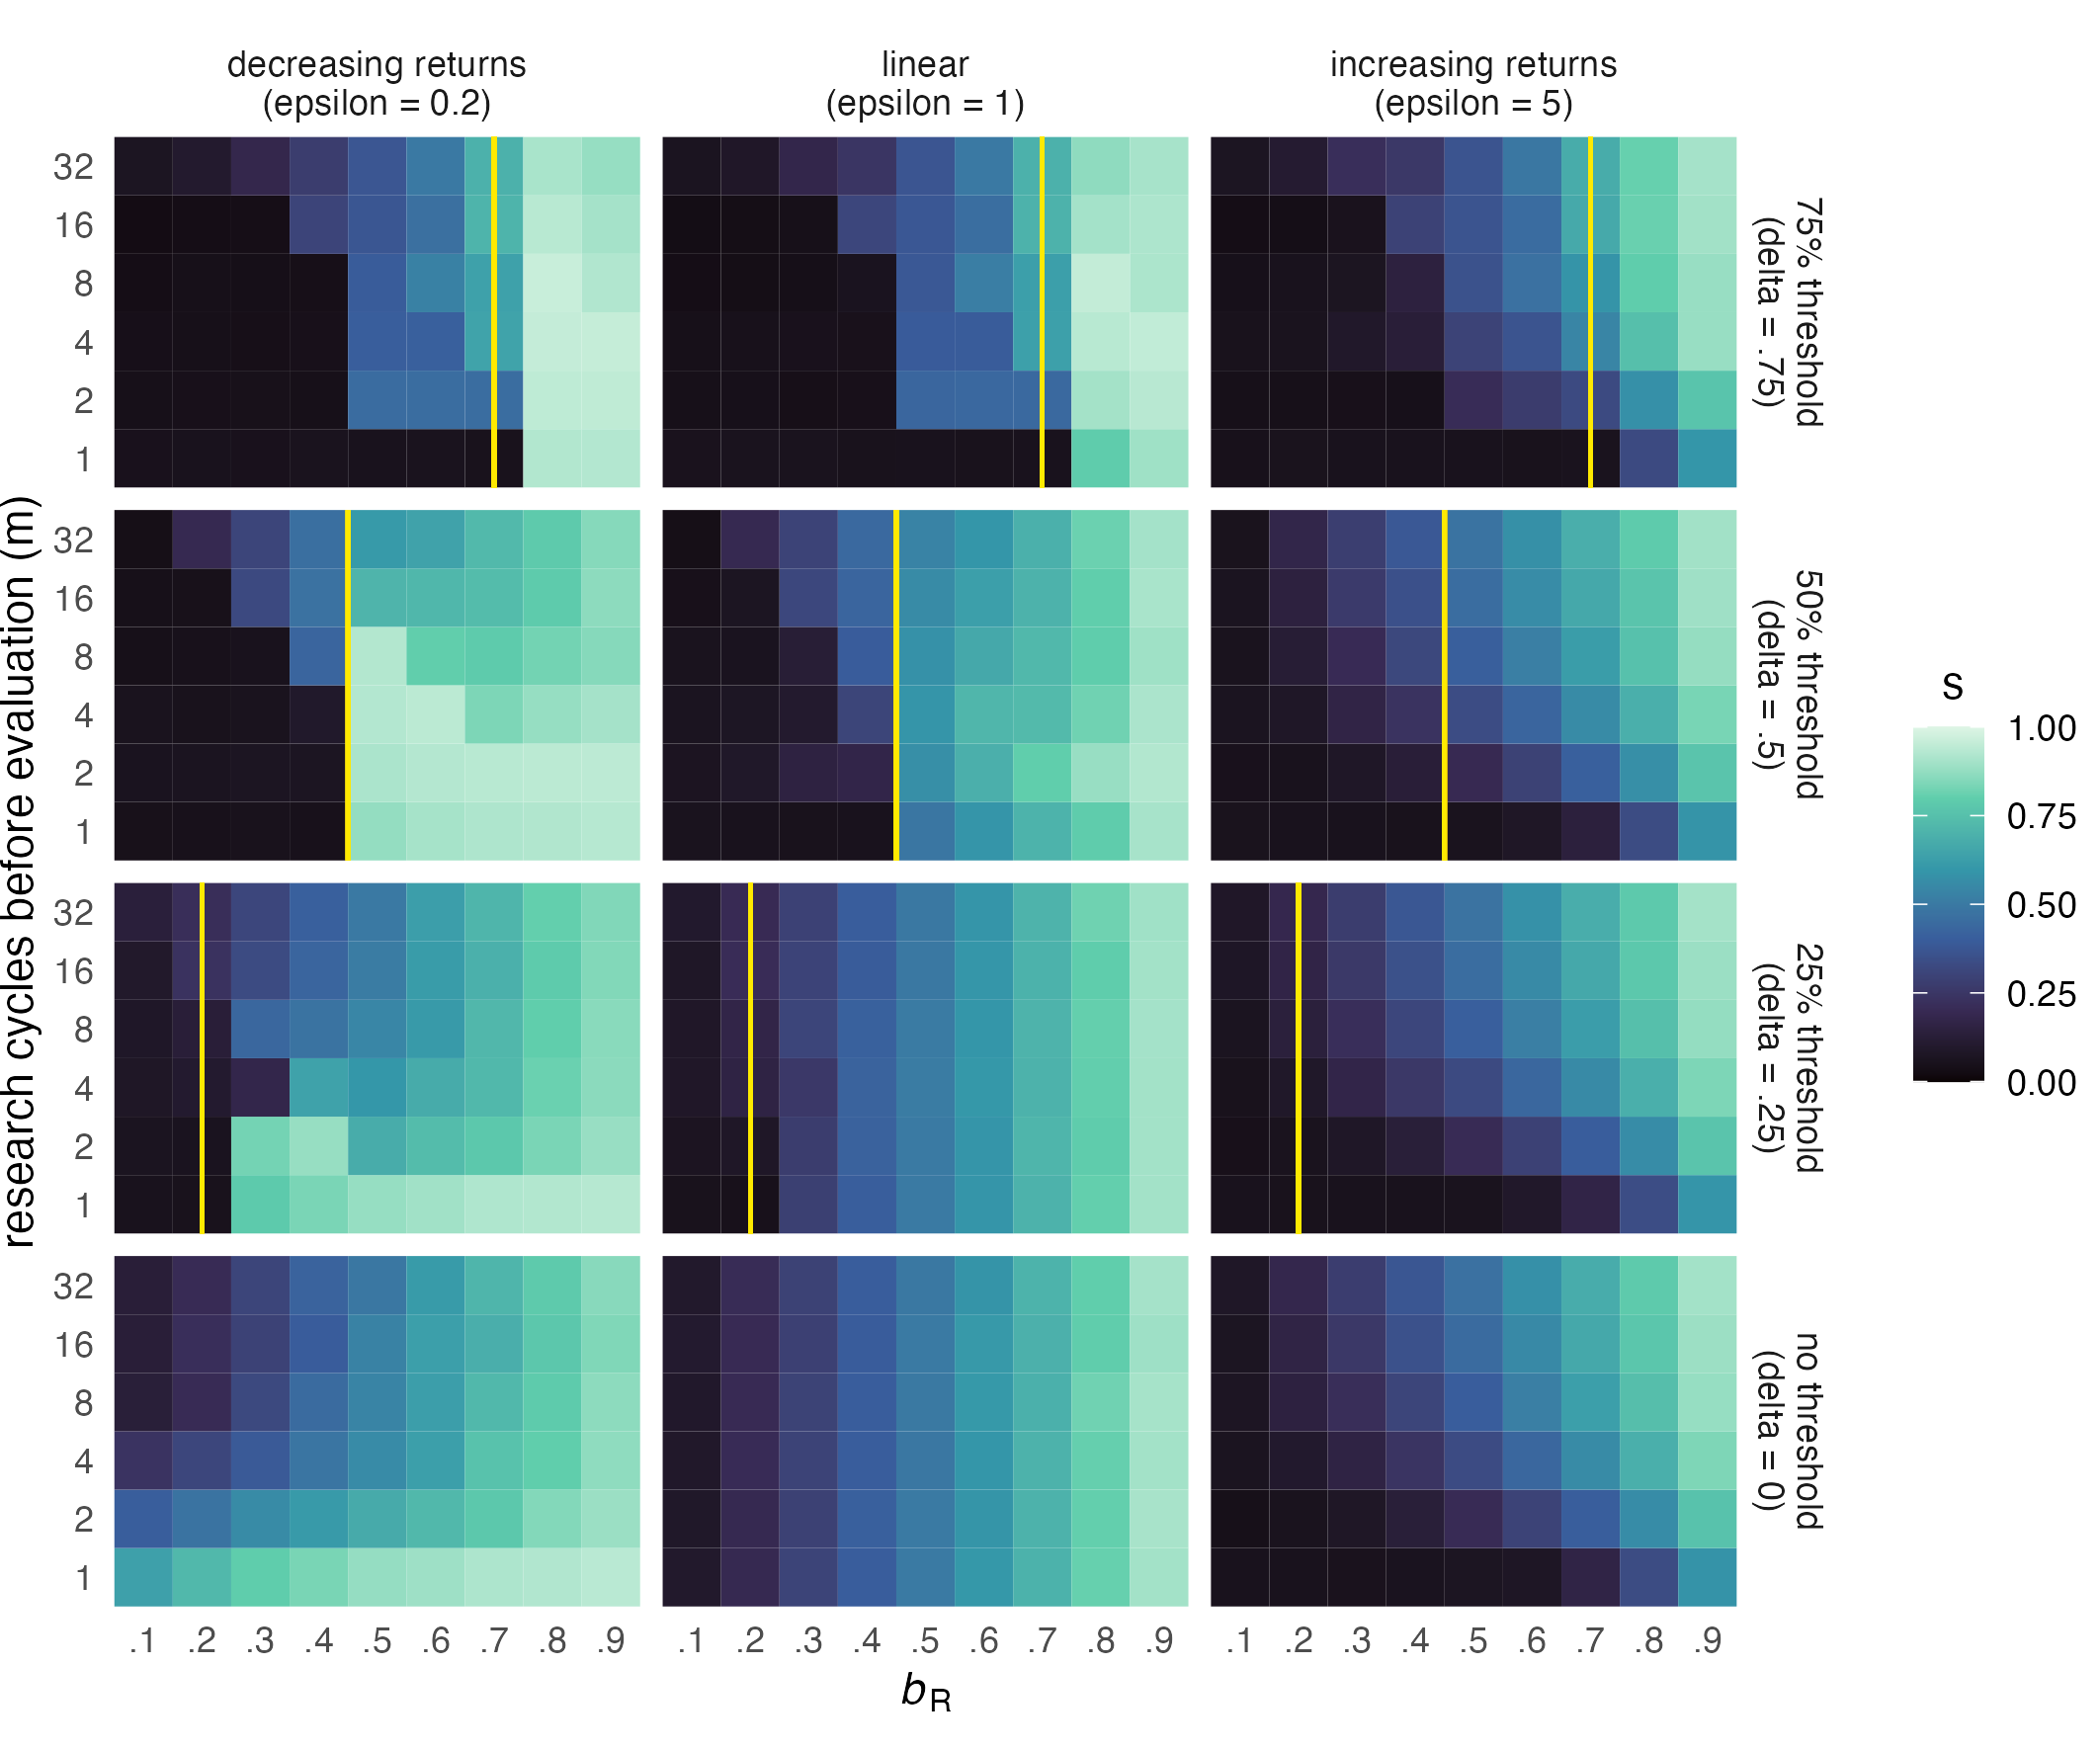 decreasing returns
(epsilon = 0.2)
linear
(epsilon = 1)
increasing returns
(epsilon = 5)
research cycles before evaluation (m)
32
16
8
4
2
1
75% threshold
(delta = .75)
32
16
8
4
2
1
50% threshold
(delta = .5)
32
16
8
4
2
1
25% threshold
(delta = .25)
32
16
8
4
2
1
no threshold
(delta = 0)
.1 .2 .3 .4 .5 .6 .7 .8 .9
.1 .2 .3 .4 .5 .6 .7 .8 .9
.1 .2 .3 .4 .5 .6 .7 .8 .9
bR
s
1.00
0.75
0.50
0.25
0.00